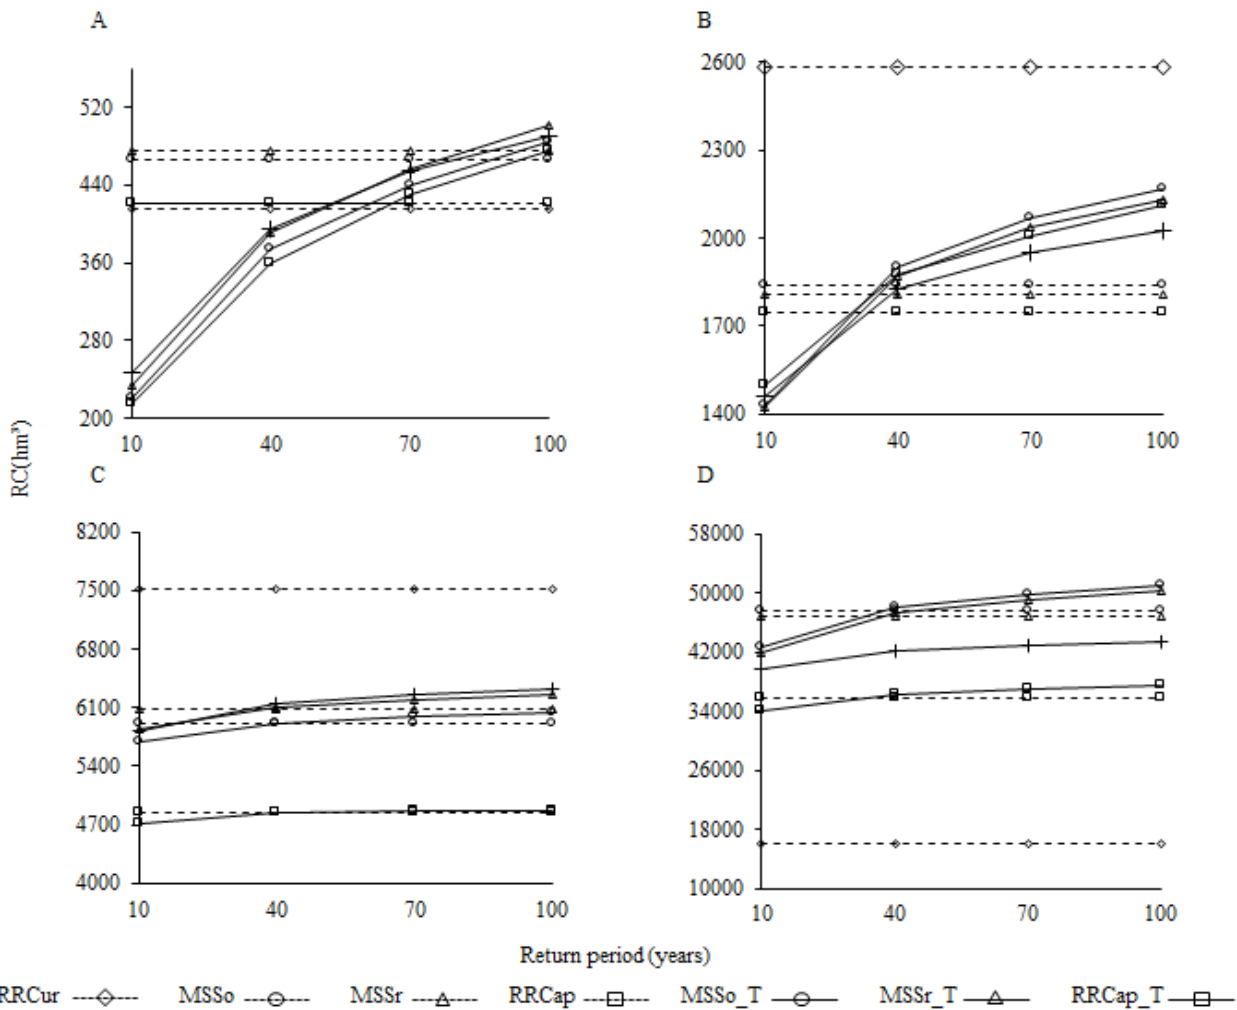 A
520
440
360
280
200
10 40 70 100
B
2600
2300
2000
1700
1400
10 40 70 100
RC(hm³)
C
8200
7500
6800
6100
5400
4700
4000
10 40 70 100
D
58000
50000
42000
34000
26000
18000
10000
10 40 70 100
Return period (years)
RRCur MSSo MSSr RRCap MSSo_T MSSr_T RRCap_T